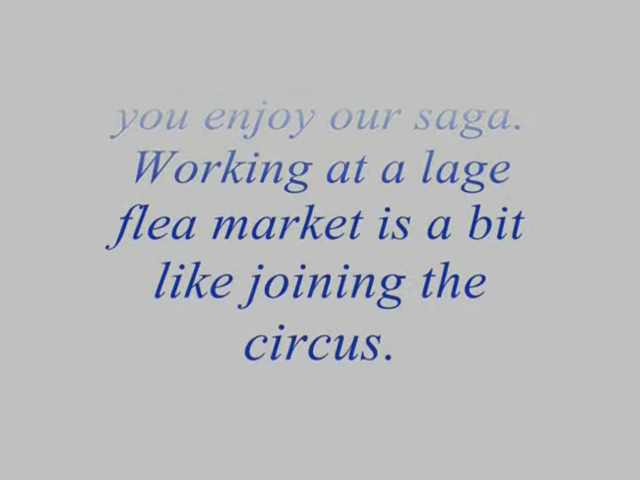 you enjoy our saga.
Working at a lage
flea market is a bit
like joining the
circus.